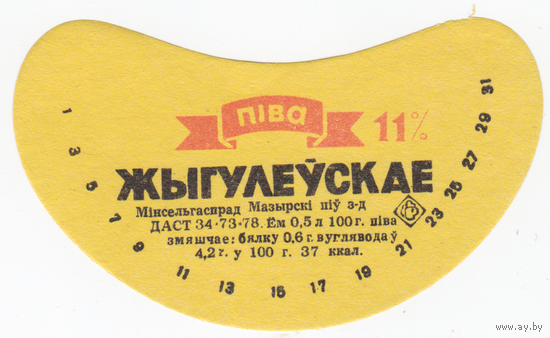 піва
11%
ЖЫГУЛЕЎСКАЕ
Мінсельгаспрад Мазырскі піў з-д
ДАСТ 34·73·78. Ём 0,5 л 100 г. піва
змяшчае: бялку 0,6 г. вуглявода ў
4,2 г. у 100 г. 37 ккал.
1 3 5 7 9 11 13 15 17 19 21 23 25 27 29 31
www.ay.by